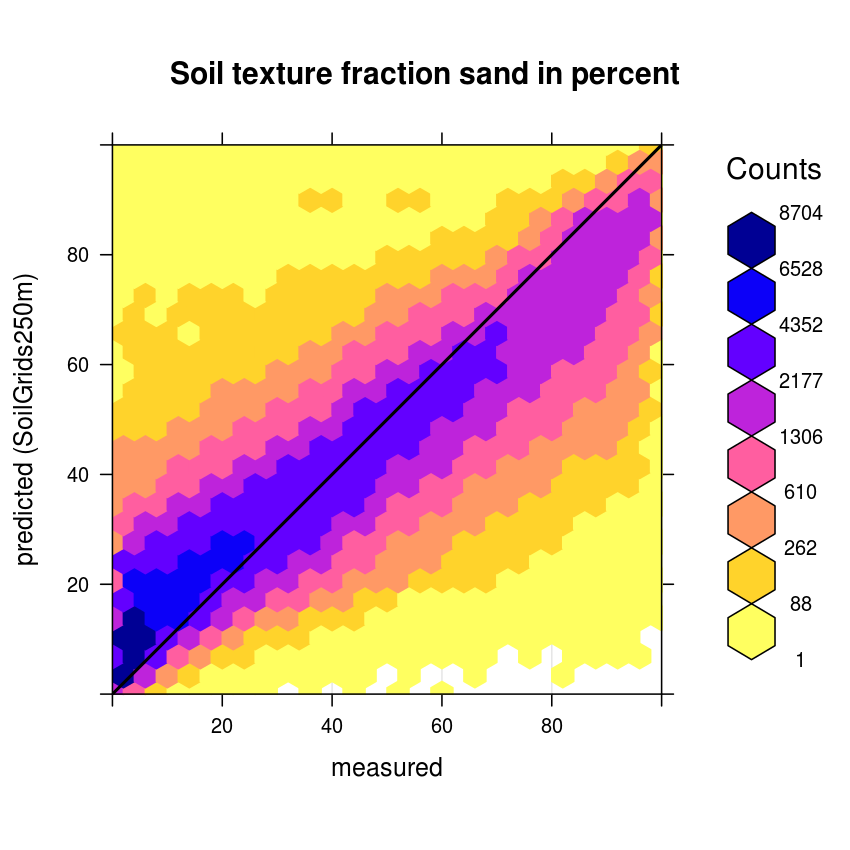 Soil texture fraction sand in percent
predicted (SoilGrids250m)
80
60
40
20
20 40 60 80
measured
Counts
8704
6528
4352
2177
1306
610
262
88
1